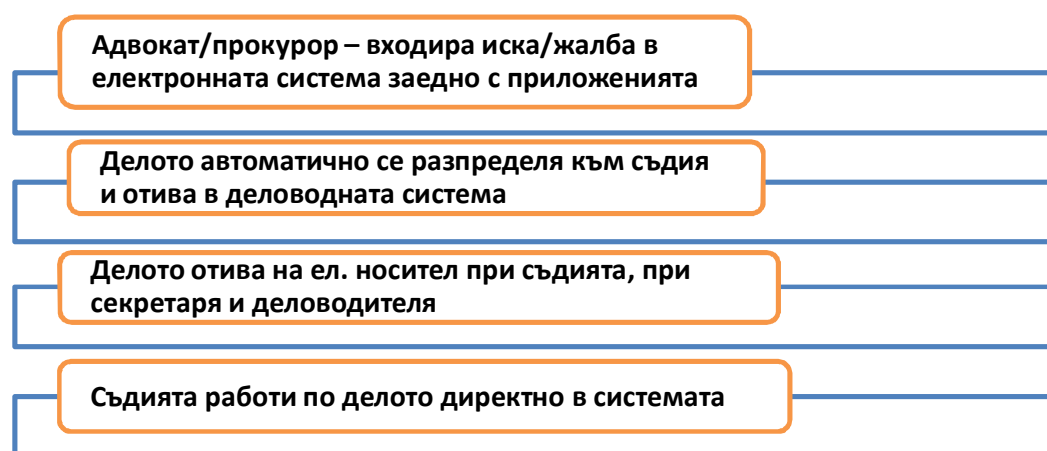 Адвокат/прокурор – входира иска/жалба в
електронната система заедно с приложенията
Делото автоматично се разпределя към съдия
и отива в деловодната система
Делото отива на ел. носител при съдията, при
секретаря и деловодителя
Съдията работи по делото директно в системата